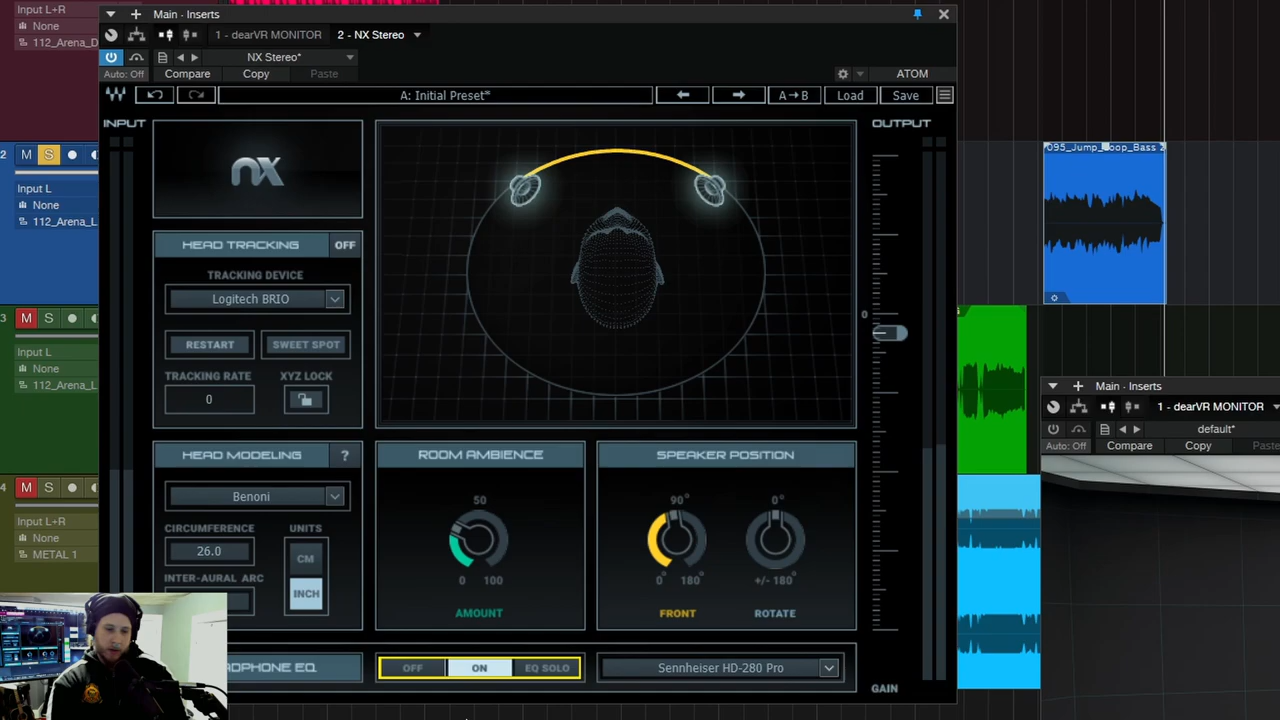 Main - Inserts
1 - dearVR MONITOR
2 - NX Stereo
NX Stereo*
Auto: Off
Compare
Copy
Paste
ATOM
A: Initial Preset*
A→B
Load
Save
INPUT
OUTPUT
nx
HEAD TRACKING
OFF
TRACKING DEVICE
Logitech BRIO
RESTART
SWEET SPOT
TRACKING RATE
XYZ LOCK
0
0
HEAD MODELING
?
Benoni
CIRCUMFERENCE
UNITS
26.0
CM
INTER-AURAL ARC
INCH
ROOM AMBIENCE
50
0
100
AMOUNT
SPEAKER POSITION
90°
0°
0°
180°
+/- 180°
FRONT
ROTATE
OFF
ON
EQ SOLO
Sennheiser HD-280 Pro
GAIN
Input L+R
None
112_Arena_D
2
M
S
Input L
None
112_Arena_L
3
M
S
Input L
None
112_Arena_L
4
M
S
Input L+R
None
METAL 1
Main - Inserts
1 - dearVR MONITOR
default*
Auto: Off
Compare
Copy